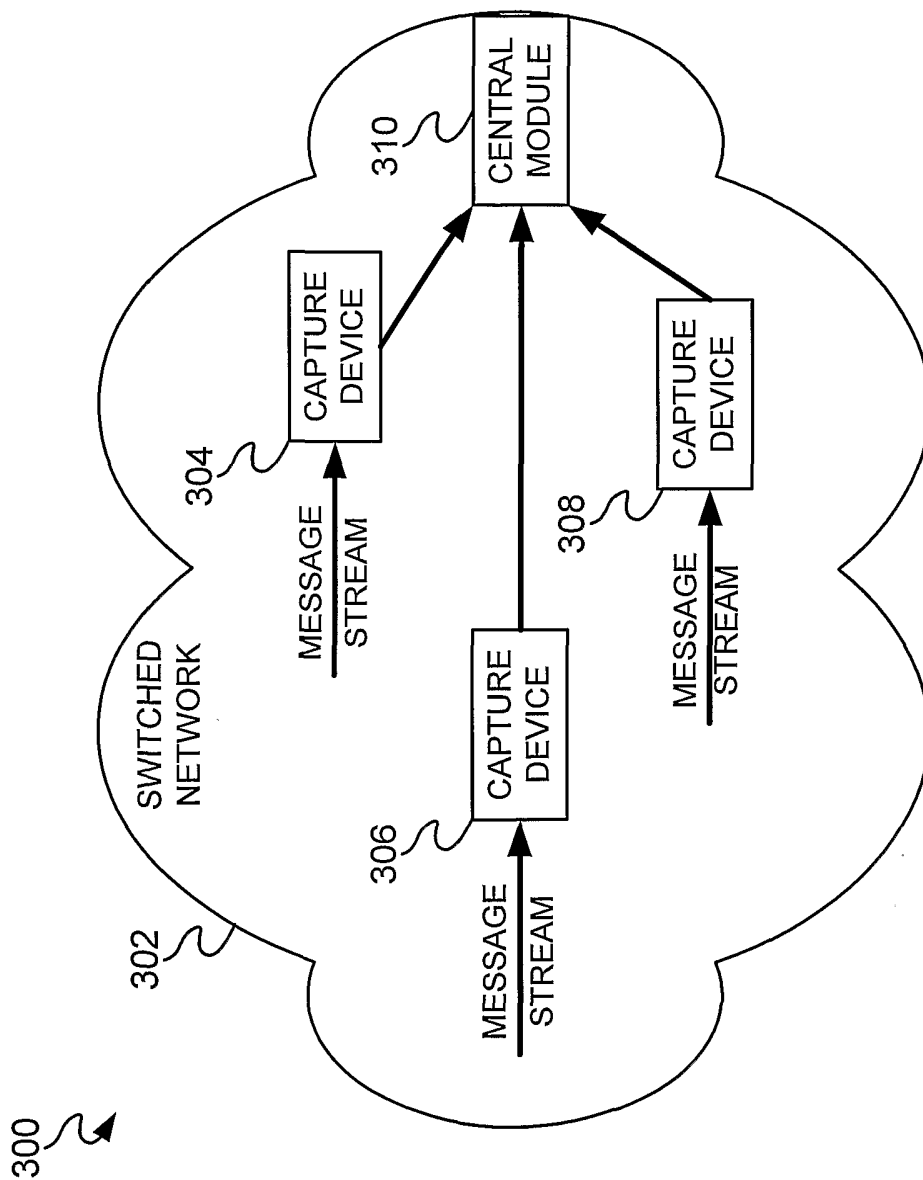 300
302
SWITCHED
NETWORK
MESSAGE
STREAM
304
CAPTURE
DEVICE
310
CENTRAL
MODULE
MESSAGE
STREAM
306
CAPTURE
DEVICE
MESSAGE
STREAM
308
CAPTURE
DEVICE